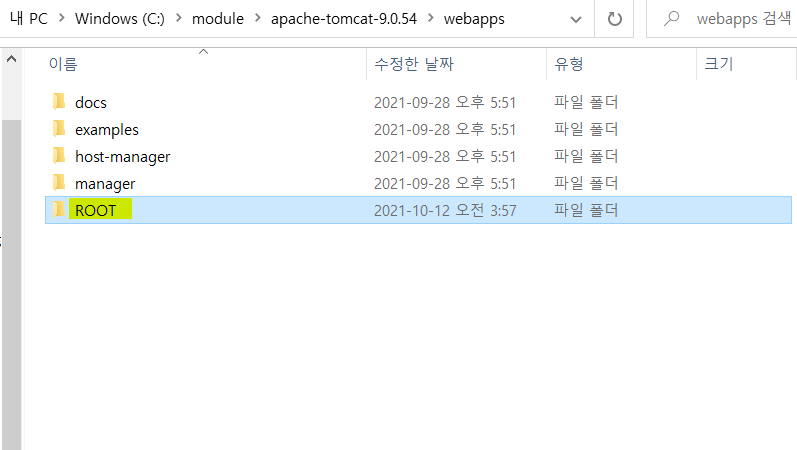 내 PC > Windows (C:) > module > apache-tomcat-9.0.54 > webapps webapps 검색
이름 수정한 날짜 유형 크기
docs 2021-09-28 오후 5:51 파일 폴더
examples 2021-09-28 오후 5:51 파일 폴더
host-manager 2021-09-28 오후 5:51 파일 폴더
manager 2021-09-28 오후 5:51 파일 폴더
ROOT 2021-10-12 오전 3:57 파일 폴더